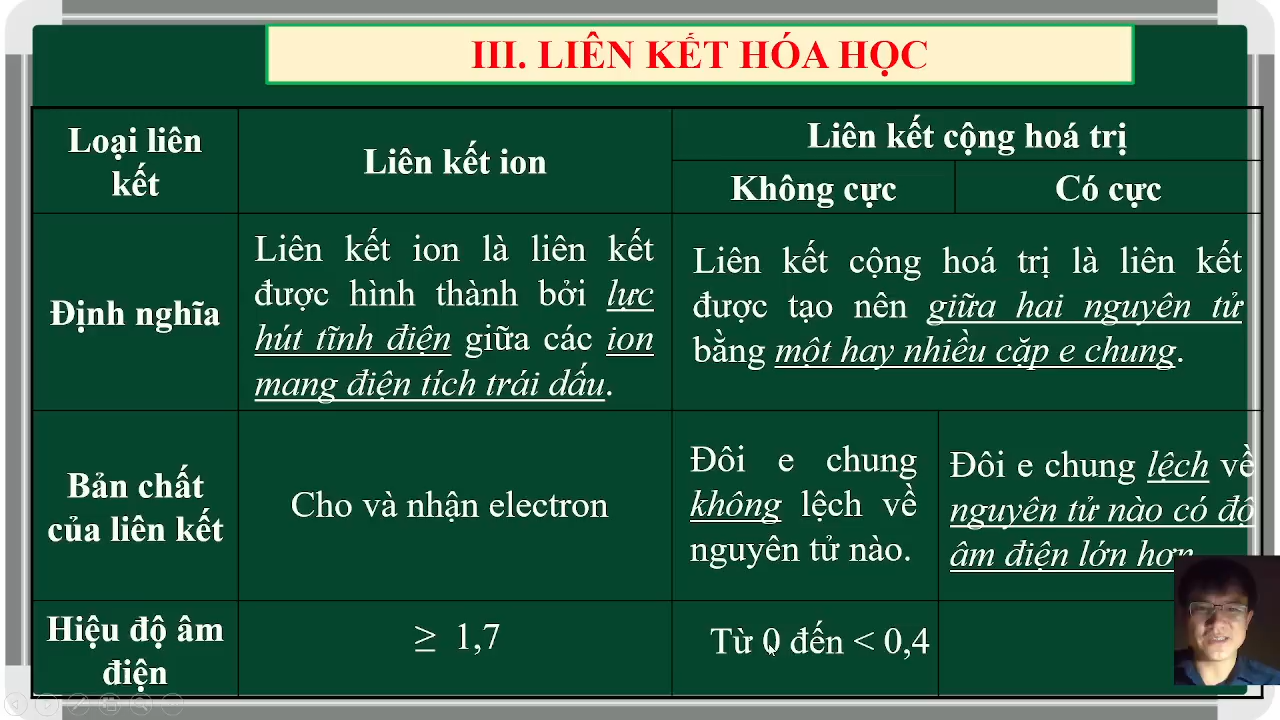 III. LIÊN KẾT HÓA HỌC
Loại liên
kết
Liên kết ion
Liên kết cộng hoá trị
Không cực
Có cực
Định nghĩa
Liên kết ion là liên kết
được hình thành bởi lực
hút tĩnh điện giữa các ion
mang điện tích trái dấu.
Liên kết cộng hoá trị là liên kết
được tạo nên giữa hai nguyên tử
bằng một hay nhiều cặp e chung.
Bản chất
của liên kết
Cho và nhận electron
Đôi e chung
không lệch về
nguyên tử nào.
Đôi e chung lệch về
nguyên tử nào có độ
âm điện lớn hơn
Hiệu độ âm
điện
≥ 1,7
Từ 0 đến < 0,4